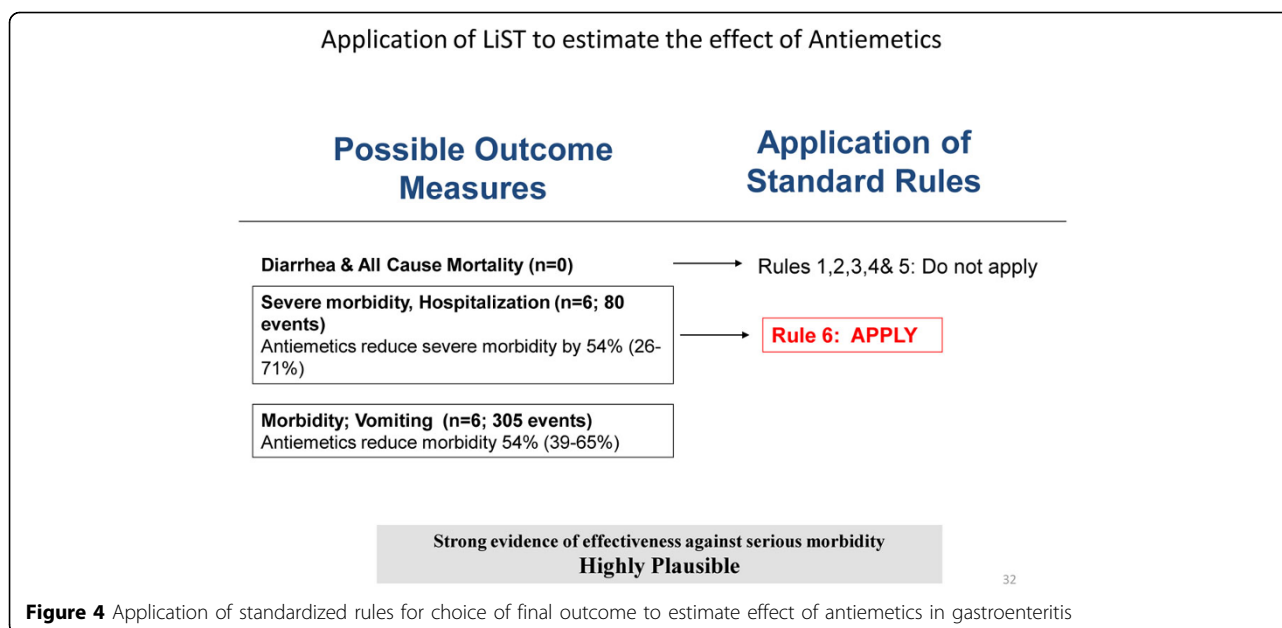 Application of LiST to estimate the effect of Antiemetics
Possible Outcome
Measures
Application of
Standard Rules
Diarrhea & All Cause Mortality (n=0)
Rules 1,2,3,4& 5: Do not apply
Severe morbidity, Hospitalization (n=6; 80
events)
Antiemetics reduce severe morbidity by 54% (26-
71%)
Rule 6: APPLY
Morbidity; Vomiting (n=6; 305 events)
Antiemetics reduce morbidity 54% (39-65%)
Strong evidence of effectiveness against serious morbidity
Highly Plausible
32
Figure 4 Application of standardized rules for choice of final outcome to estimate effect of antiemetics in gastroenteritis